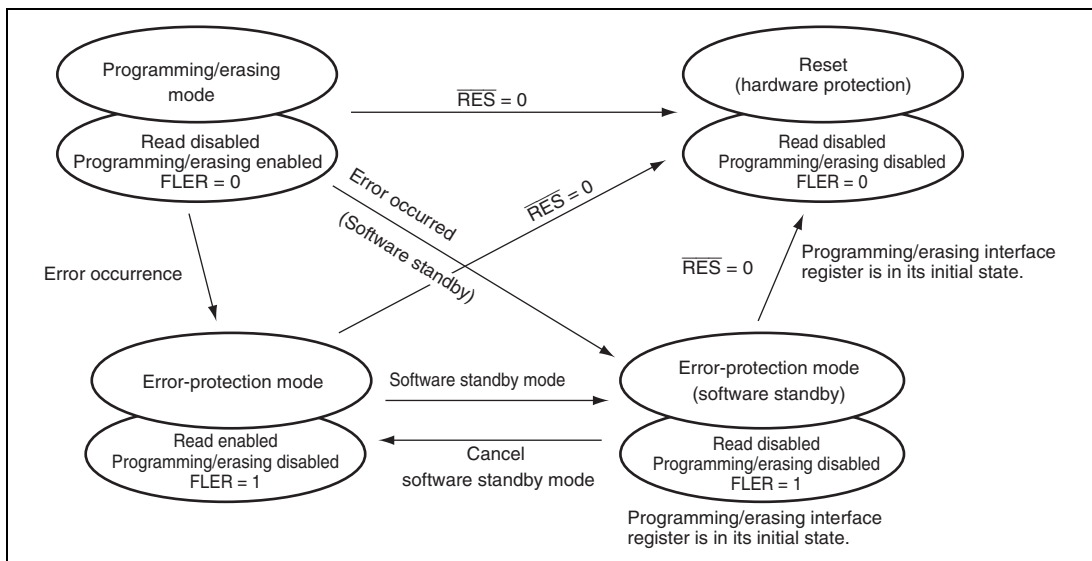 Programming/erasing
mode
Read disabled
Programming/erasing enabled
FLER = 0
RES = 0
Reset
(hardware protection)
Read disabled
Programming/erasing disabled
FLER = 0
Error occurred
(Software standby)
RES = 0
Error occurrence
RES = 0
Programming/erasing interface
register is in its initial state.
Error-protection mode
Read enabled
Programming/erasing disabled
FLER = 1
Software standby mode
Cancel
software standby mode
Error-protection mode
(software standby)
Read disabled
Programming/erasing disabled
FLER = 1
Programming/erasing interface
register is in its initial state.